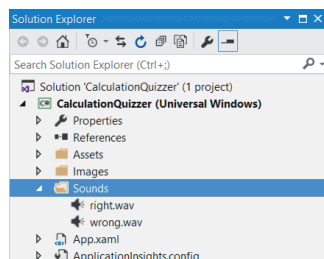 Solution Explorer
Search Solution Explorer (Ctrl+;)
Solution 'CalculationQuizzer' (1 project)
CalculationQuizzer (Universal Windows)
Properties
References
Assets
Images
Sounds
right.wav
wrong.wav
App.xaml
ApplicationInsights.config